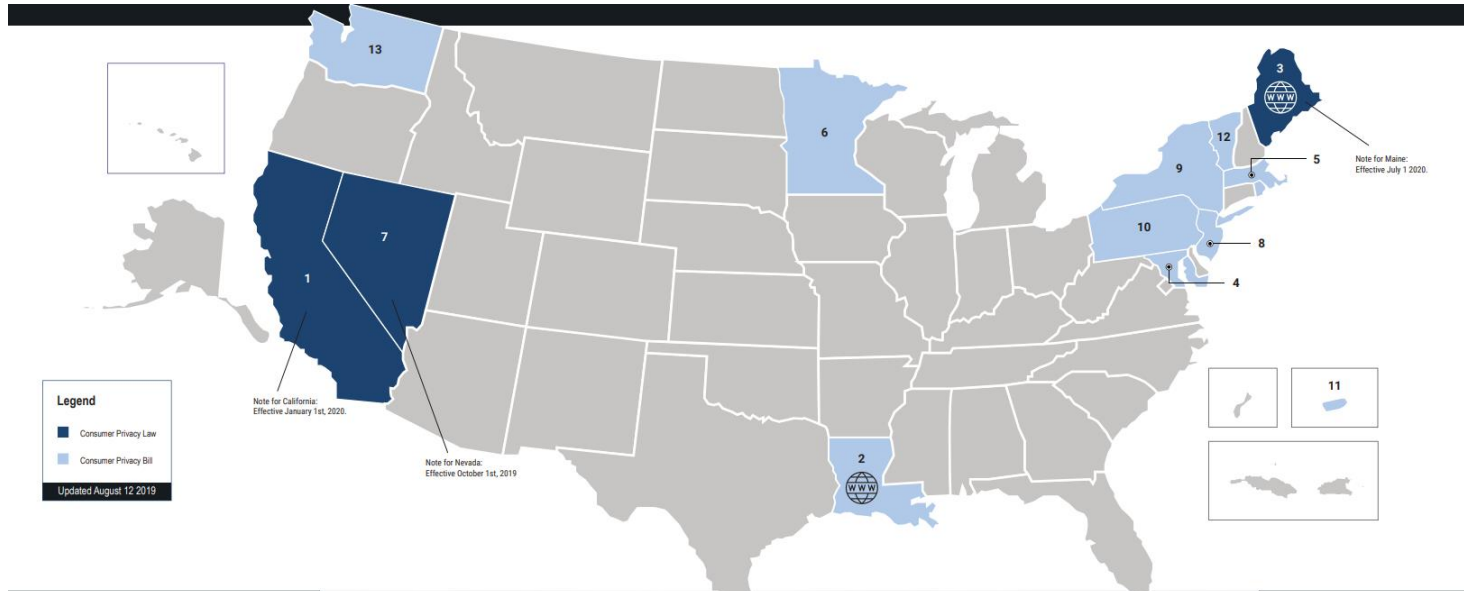 13
3
WWW
6
12
5
Note for Maine:
Effective July 1 2020.
9
10
7
8
1
4
Legend
Consumer Privacy Law
Consumer Privacy Bill
Updated August 12 2019
Note for California:
Effective January 1st, 2020.
11
Note for Nevada:
Effective October 1st, 2019
2
WWW